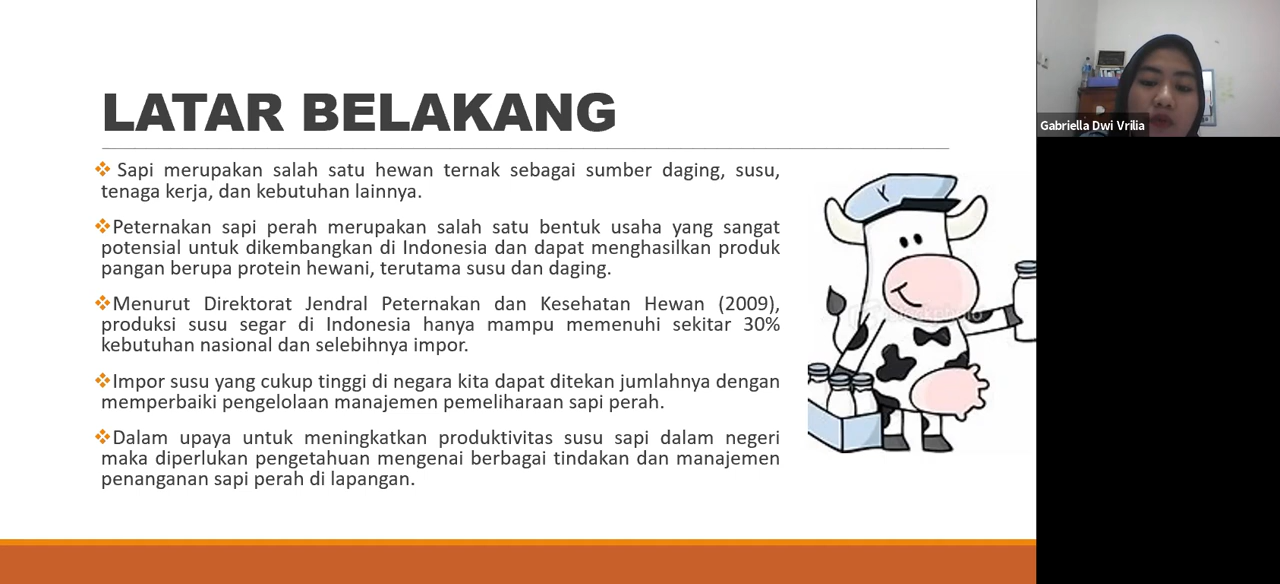 LATAR BELAKANG
❖ Sapi merupakan salah satu hewan ternak sebagai sumber daging, susu,
tenaga kerja, dan kebutuhan lainnya.
❖Peternakan sapi perah merupakan salah satu bentuk usaha yang sangat
potensial untuk dikembangkan di Indonesia dan dapat menghasilkan produk
pangan berupa protein hewani, terutama susu dan daging.
❖Menurut Direktorat Jendral Peternakan dan Kesehatan Hewan (2009),
produksi susu segar di Indonesia hanya mampu memenuhi sekitar 30%
kebutuhan nasional dan selebihnya impor.
❖Impor susu yang cukup tinggi di negara kita dapat ditekan jumlahnya dengan
memperbaiki pengelolaan manajemen pemeliharaan sapi perah.
❖Dalam upaya untuk meningkatkan produktivitas susu sapi dalam negeri
maka diperlukan pengetahuan mengenai berbagai tindakan dan manajemen
penanganan sapi perah di lapangan.
Gabriella Dwi Vrilia